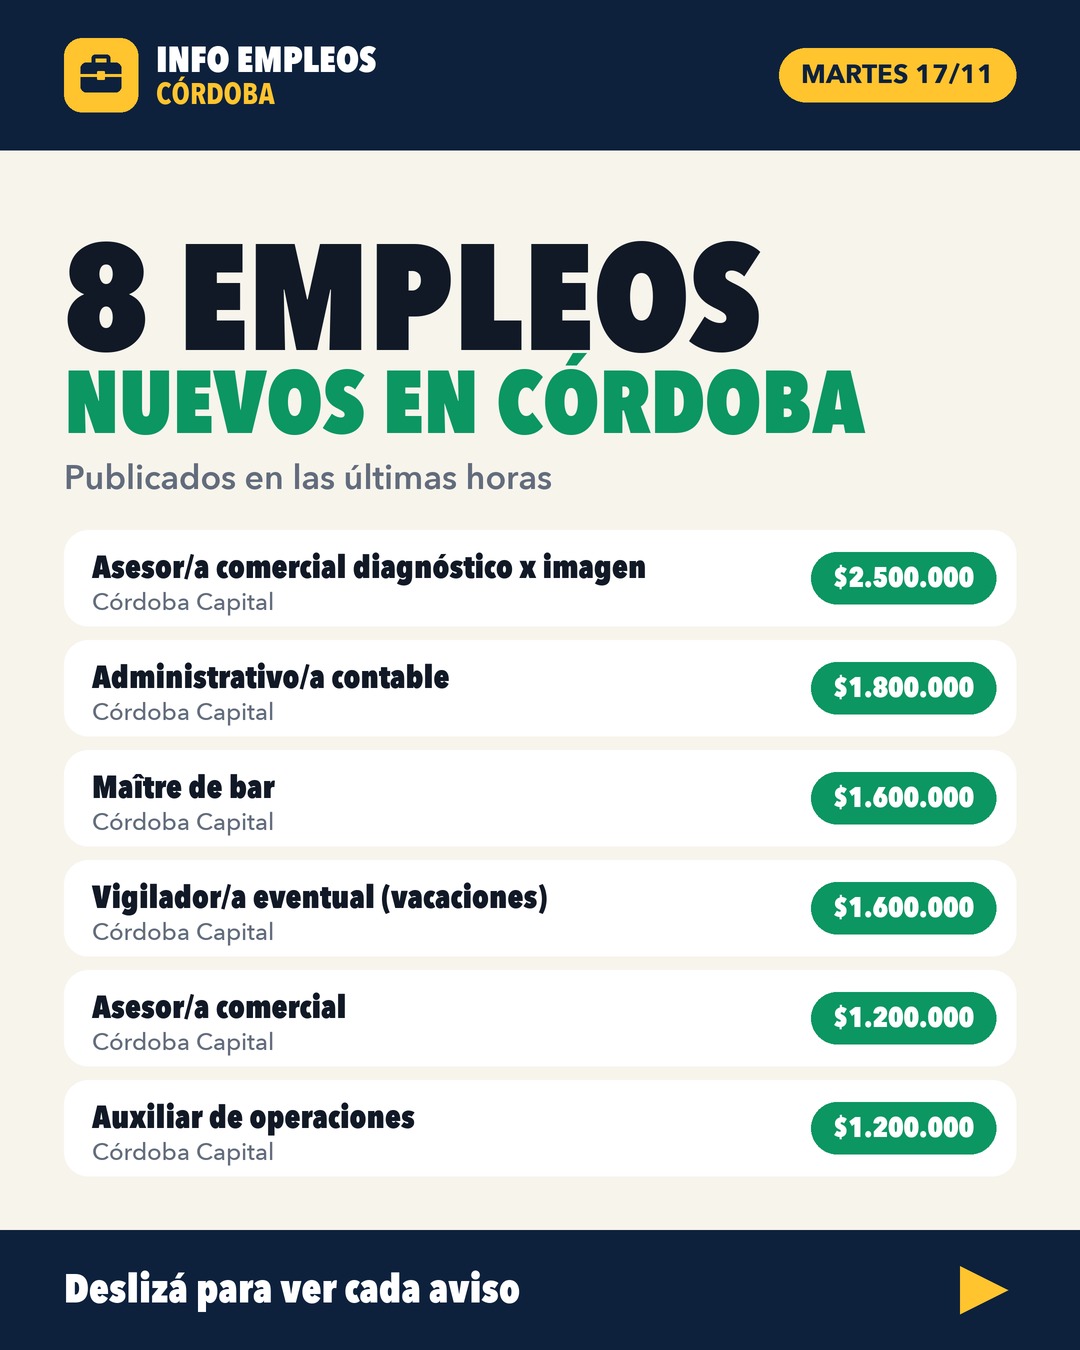 INFO EMPLEOS
CÓRDOBA
MARTES 17/11
8 EMPLEOS
NUEVOS EN CÓRDOBA
Publicados en las últimas horas
Asesor/a comercial diagnóstico x imagen
Córdoba Capital
$2.500.000
Administrativo/a contable
Córdoba Capital
$1.800.000
Maître de bar
Córdoba Capital
$1.600.000
Vigilador/a eventual (vacaciones)
Córdoba Capital
$1.600.000
Asesor/a comercial
Córdoba Capital
$1.200.000
Auxiliar de operaciones
Córdoba Capital
$1.200.000
Deslizá para ver cada aviso